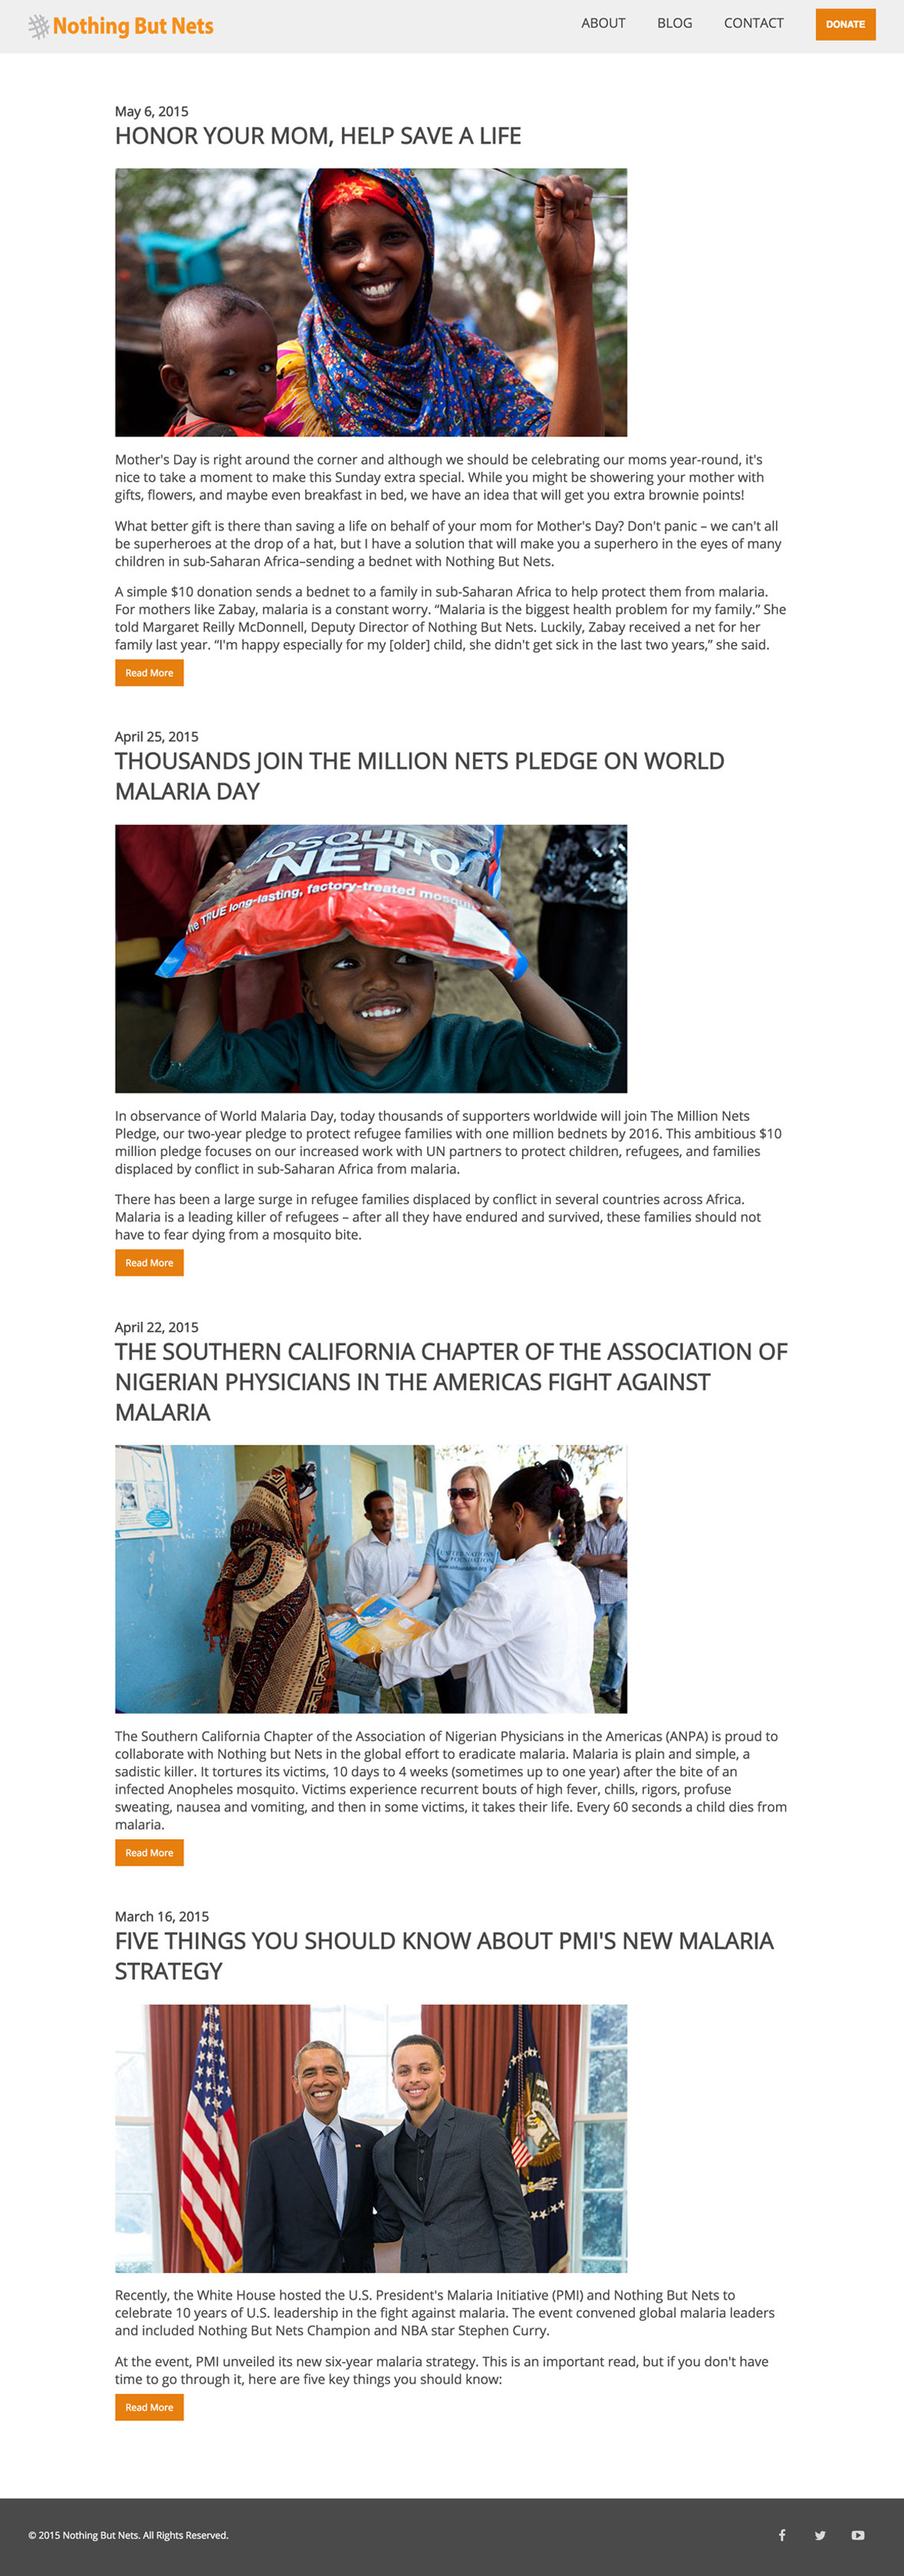 Nothing But Nets
ABOUT BLOG CONTACT DONATE
May 6, 2015
HONOR YOUR MOM, HELP SAVE A LIFE
Mother's Day is right around the corner and although we should be celebrating our moms year-round, it's
nice to take a moment to make this Sunday extra special. While you might be showering your mother with
gifts, flowers, and maybe even breakfast in bed, we have an idea that will get you extra brownie points!
What better gift is there than saving a life on behalf of your mom for Mother's Day? Don't panic – we can't all
be superheroes at the drop of a hat, but I have a solution that will make you a superhero in the eyes of many
children in sub-Saharan Africa–sending a bednet with Nothing But Nets.
A simple $10 donation sends a bednet to a family in sub-Saharan Africa to help protect them from malaria.
For mothers like Zabay, malaria is a constant worry. “Malaria is the biggest health problem for my family.” She
told Margaret Reilly McDonnell, Deputy Director of Nothing But Nets. Luckily, Zabay received a net for her
family last year. “I'm happy especially for my [older] child, she didn't get sick in the last two years,” she said.
Read More
April 25, 2015
THOUSANDS JOIN THE MILLION NETS PLEDGE ON WORLD
MALARIA DAY
MOSQUITO
NET
The TRUE long-lasting, factory-treated
In observance of World Malaria Day, today thousands of supporters worldwide will join The Million Nets
Pledge, our two-year pledge to protect refugee families with one million bednets by 2016. This ambitious $10
million pledge focuses on our increased work with UN partners to protect children, refugees, and families
displaced by conflict in sub-Saharan Africa from malaria.
There has been a large surge in refugee families displaced by conflict in several countries across Africa.
Malaria is a leading killer of refugees – after all they have endured and survived, these families should not
have to fear dying from a mosquito bite.
Read More
April 22, 2015
THE SOUTHERN CALIFORNIA CHAPTER OF THE ASSOCIATION OF
NIGERIAN PHYSICIANS IN THE AMERICAS FIGHT AGAINST
MALARIA
UNITED NATIONS
FOUNDATION
www.unfoundation.org
The Southern California Chapter of the Association of Nigerian Physicians in the Americas (ANPA) is proud to
collaborate with Nothing but Nets in the global effort to eradicate malaria. Malaria is plain and simple, a
sadistic killer. It tortures its victims, 10 days to 4 weeks (sometimes up to one year) after the bite of an
infected Anopheles mosquito. Victims experience recurrent bouts of high fever, chills, rigors, profuse
sweating, nausea and vomiting, and then in some victims, it takes their life. Every 60 seconds a child dies from
malaria.
Read More
March 16, 2015
FIVE THINGS YOU SHOULD KNOW ABOUT PMI'S NEW MALARIA
STRATEGY
Recently, the White House hosted the U.S. President's Malaria Initiative (PMI) and Nothing But Nets to
celebrate 10 years of U.S. leadership in the fight against malaria. The event convened global malaria leaders
and included Nothing But Nets Champion and NBA star Stephen Curry.
At the event, PMI unveiled its new six-year malaria strategy. This is an important read, but if you don't have
time to go through it, here are five key things you should know:
Read More
© 2015 Nothing But Nets. All Rights Reserved.